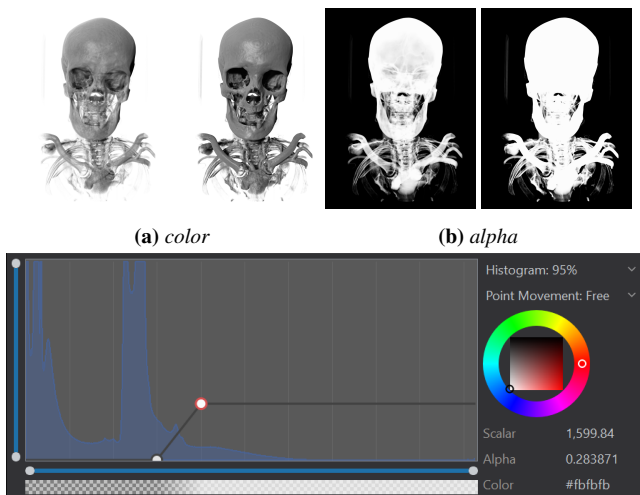 (a) color
(b) alpha
Histogram: 95%
Point Movement: Free
Scalar 1,599.84
Alpha 0.283871
Color #fbfbfb